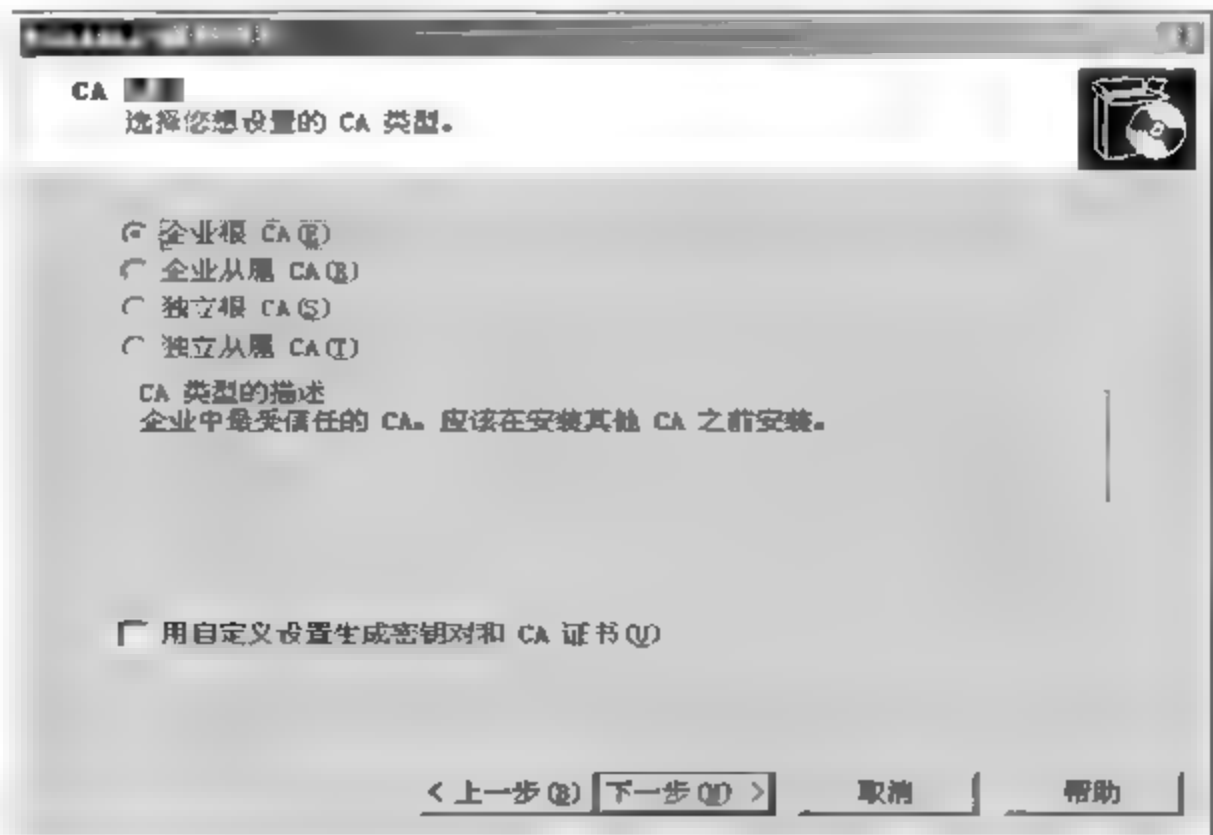 CA
选择您想设置的 CA 类型。
企业根 CA(E)
企业从属 CA(R)
独立根 CA(S)
独立从属 CA(T)
CA 类型的描述
企业中最受信任的 CA。应该在安装其他 CA 之前安装。
用自定义设置生成密钥对和 CA 证书(U)
< 上一步(B) 下一步(N) > 取消 帮助